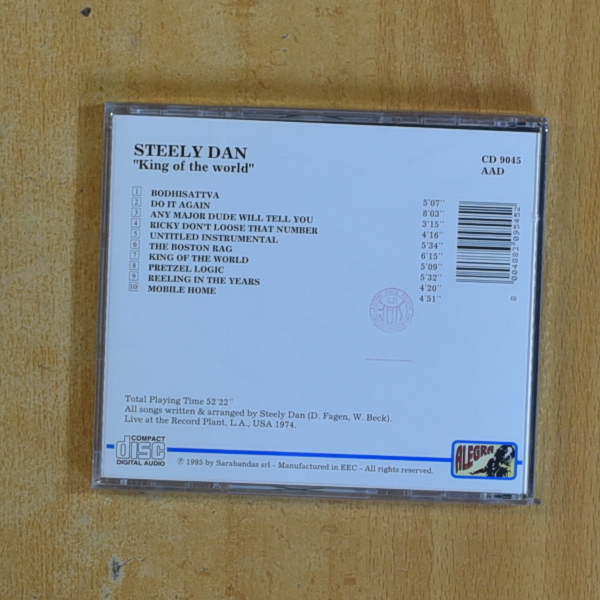 STEELY DAN
"King of the world"
CD 9045
AAD
1 BODHISATTVA 5'07''
2 DO IT AGAIN 8'03''
3 ANY MAJOR DUDE WILL TELL YOU 3'15''
4 RICKY DON'T LOOSE THAT NUMBER 4'16''
5 UNTITLED INSTRUMENTAL 5'34''
6 THE BOSTON RAG 6'15''
7 KING OF THE WORLD 5'09''
8 PRETZEL LOGIC 5'32''
9 REELING IN THE YEARS 4'20''
10 MOBILE HOME 4'51''
8 004883 095452
Total Playing Time 52'22''
All songs written & arranged by Steely Dan (D. Fagen, W. Beck).
Live at the Record Plant, L.A., USA 1974.
COMPACT
disc
DIGITAL AUDIO
℗ 1995 by Sarabandas srl - Manufactured in EEC - All rights reserved.
ALEGRA